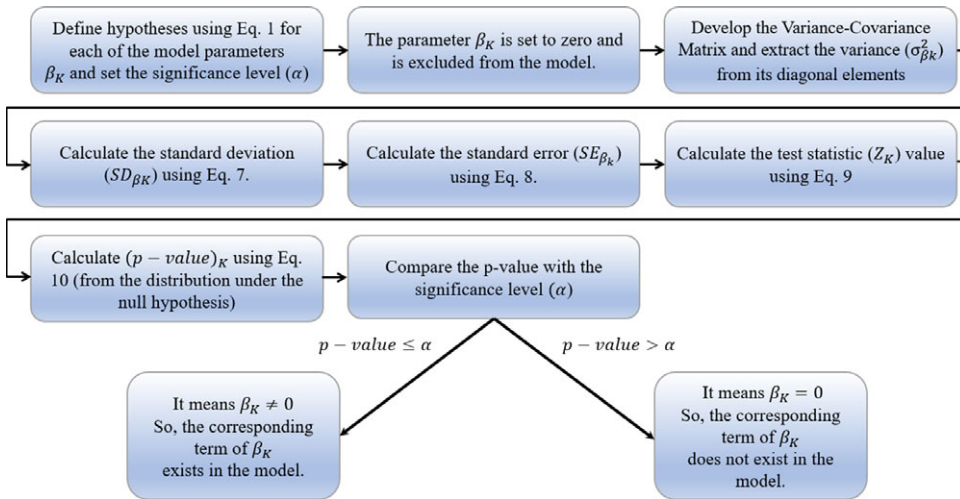 Define hypotheses using Eq. 1 for
each of the model parameters
β_K and set the significance level (α)
The parameter β_K is set to zero and
is excluded from the model.
Develop the Variance-Covariance
Matrix and extract the variance (σ²_βk)
from its diagonal elements
Calculate the standard deviation
(SD_βK) using Eq. 7.
Calculate the standard error (SE_βk)
using Eq. 8.
Calculate the test statistic (Z_K) value
using Eq. 9
Calculate (p − value)_K using Eq.
10 (from the distribution under the
null hypothesis)
Compare the p-value with the
significance level (α)
p − value ≤ α
p − value > α
It means β_K ≠ 0
So, the corresponding
term of β_K
exists in the model.
It means β_K = 0
So, the corresponding
term of β_K
does not exist in the
model.